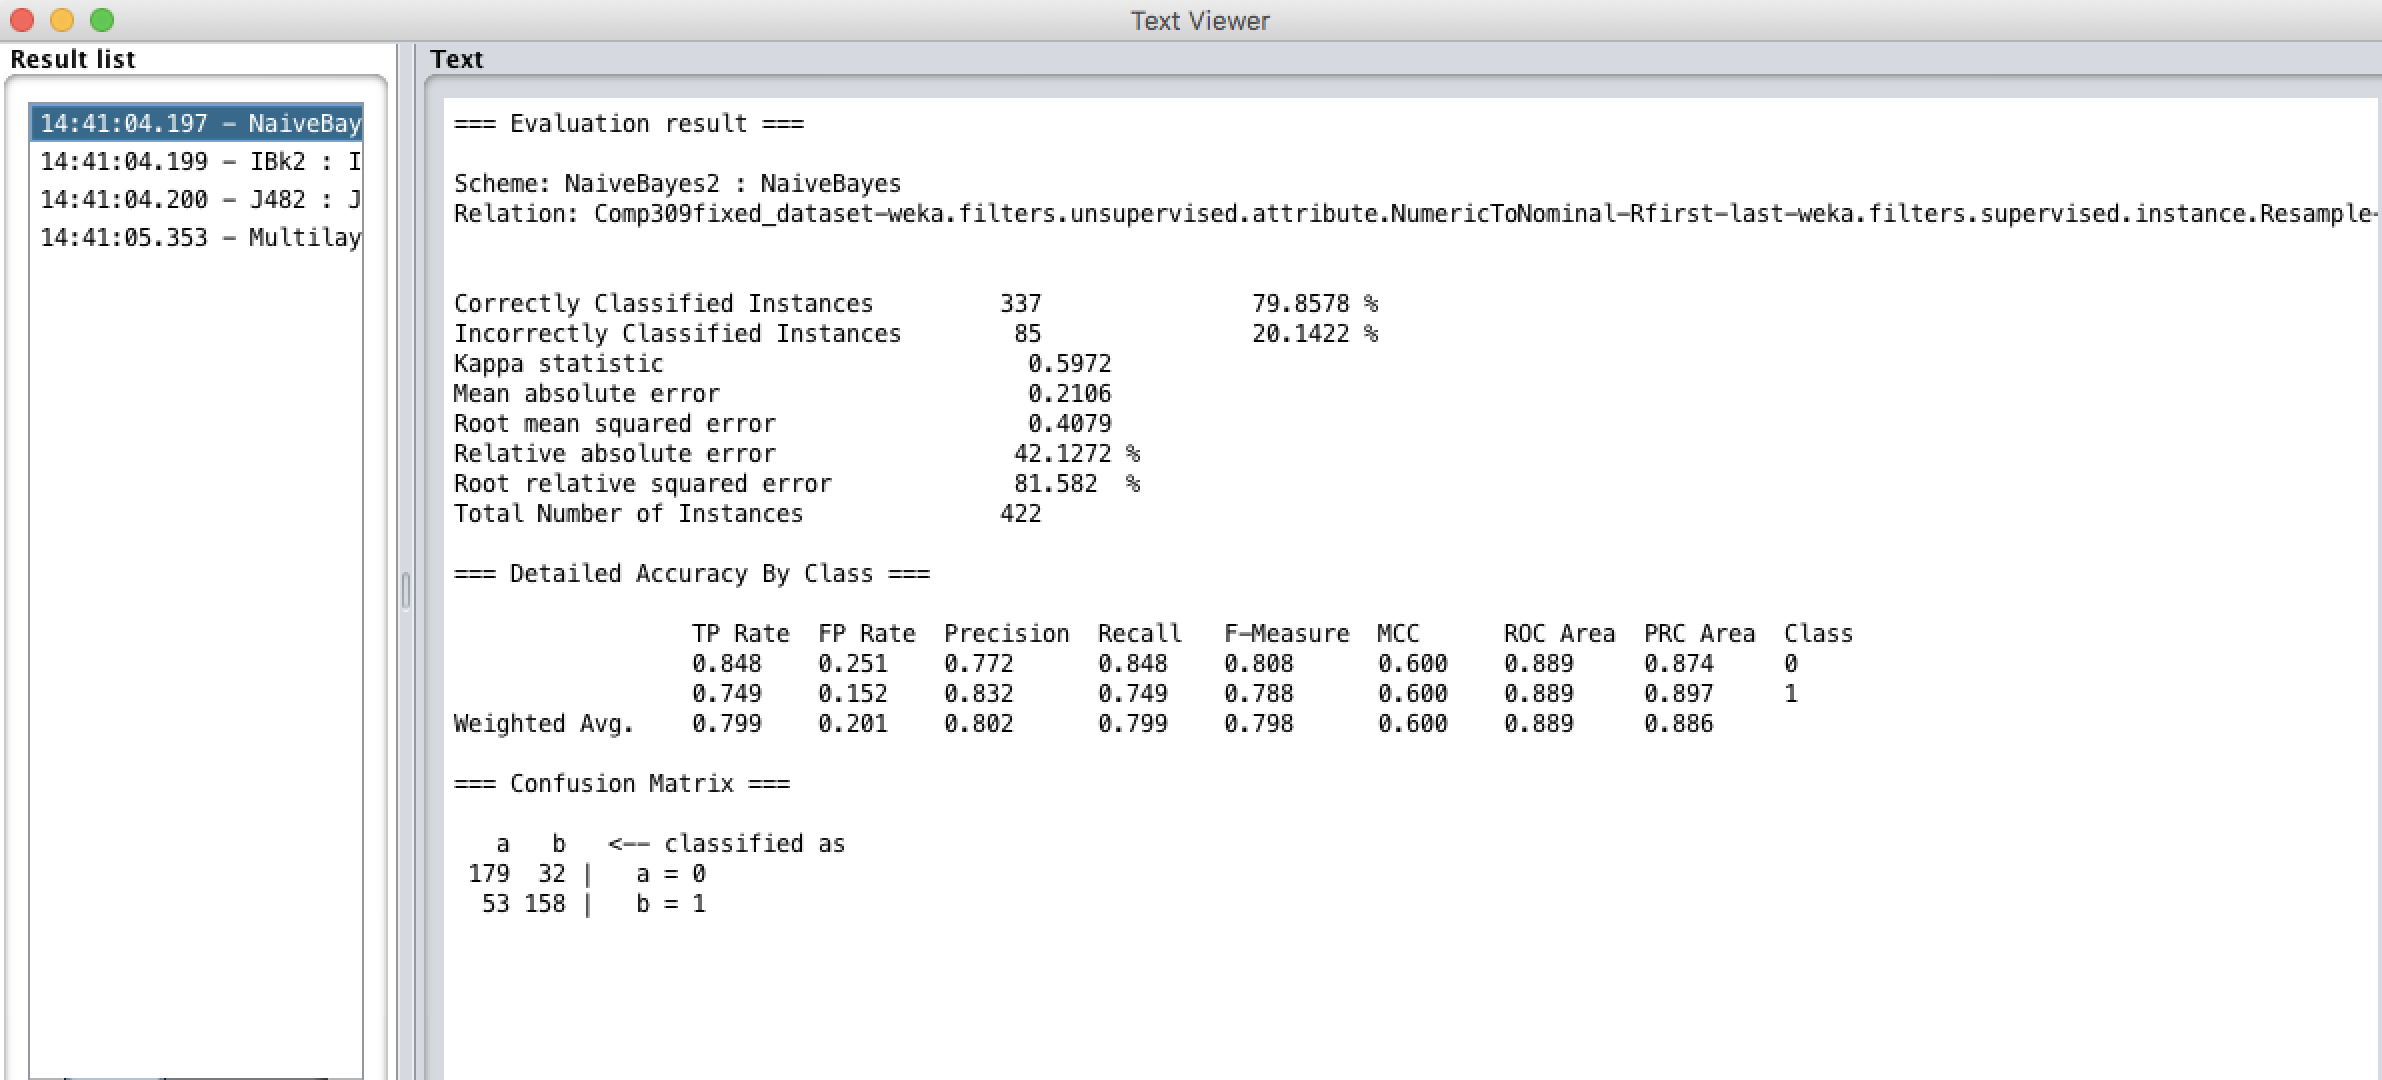 Text Viewer
Result list
14:41:04.197 – NaiveBay
14:41:04.199 – IBk2 : I
14:41:04.200 – J482 : J
14:41:05.353 – Multilay
Text
=== Evaluation result ===
Scheme: NaiveBayes2 : NaiveBayes
Relation: Comp309fixed_dataset-weka.filters.unsupervised.attribute.NumericToNominal-Rfirst-last-weka.filters.supervised.instance.Resample-
Correctly Classified Instances 337 79.8578 %
Incorrectly Classified Instances 85 20.1422 %
Kappa statistic 0.5972
Mean absolute error 0.2106
Root mean squared error 0.4079
Relative absolute error 42.1272 %
Root relative squared error 81.582 %
Total Number of Instances 422
=== Detailed Accuracy By Class ===
TP Rate FP Rate Precision Recall F-Measure MCC ROC Area PRC Area Class
0.848 0.251 0.772 0.848 0.808 0.600 0.889 0.874 0
0.749 0.152 0.832 0.749 0.788 0.600 0.889 0.897 1
Weighted Avg. 0.799 0.201 0.802 0.799 0.798 0.600 0.889 0.886
=== Confusion Matrix ===
a b <-- classified as
179 32 | a = 0
53 158 | b = 1